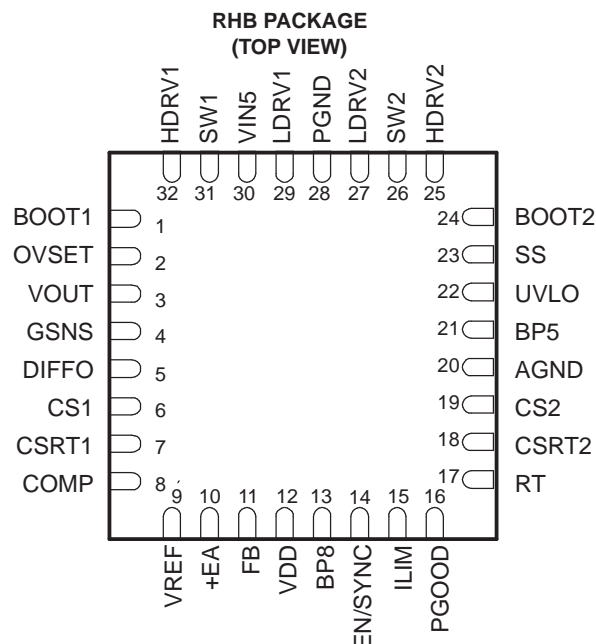 RHB PACKAGE
(TOP VIEW)
HDRV1
SW1
VIN5
LDRV1
PGND
LDRV2
SW2
HDRV2
32 31 30 29 28 27 26 25
BOOT1 1 24 BOOT2
OVSET 2 23 SS
VOUT 3 22 UVLO
GSNS 4 21 BP5
DIFFO 5 20 AGND
CS1 6 19 CS2
CSRT1 7 18 CSRT2
COMP 8 17 RT
9 10 11 12 13 14 15 16
VREF
+EA
FB
VDD
BP8
EN/SYNC
ILIM
PGOOD